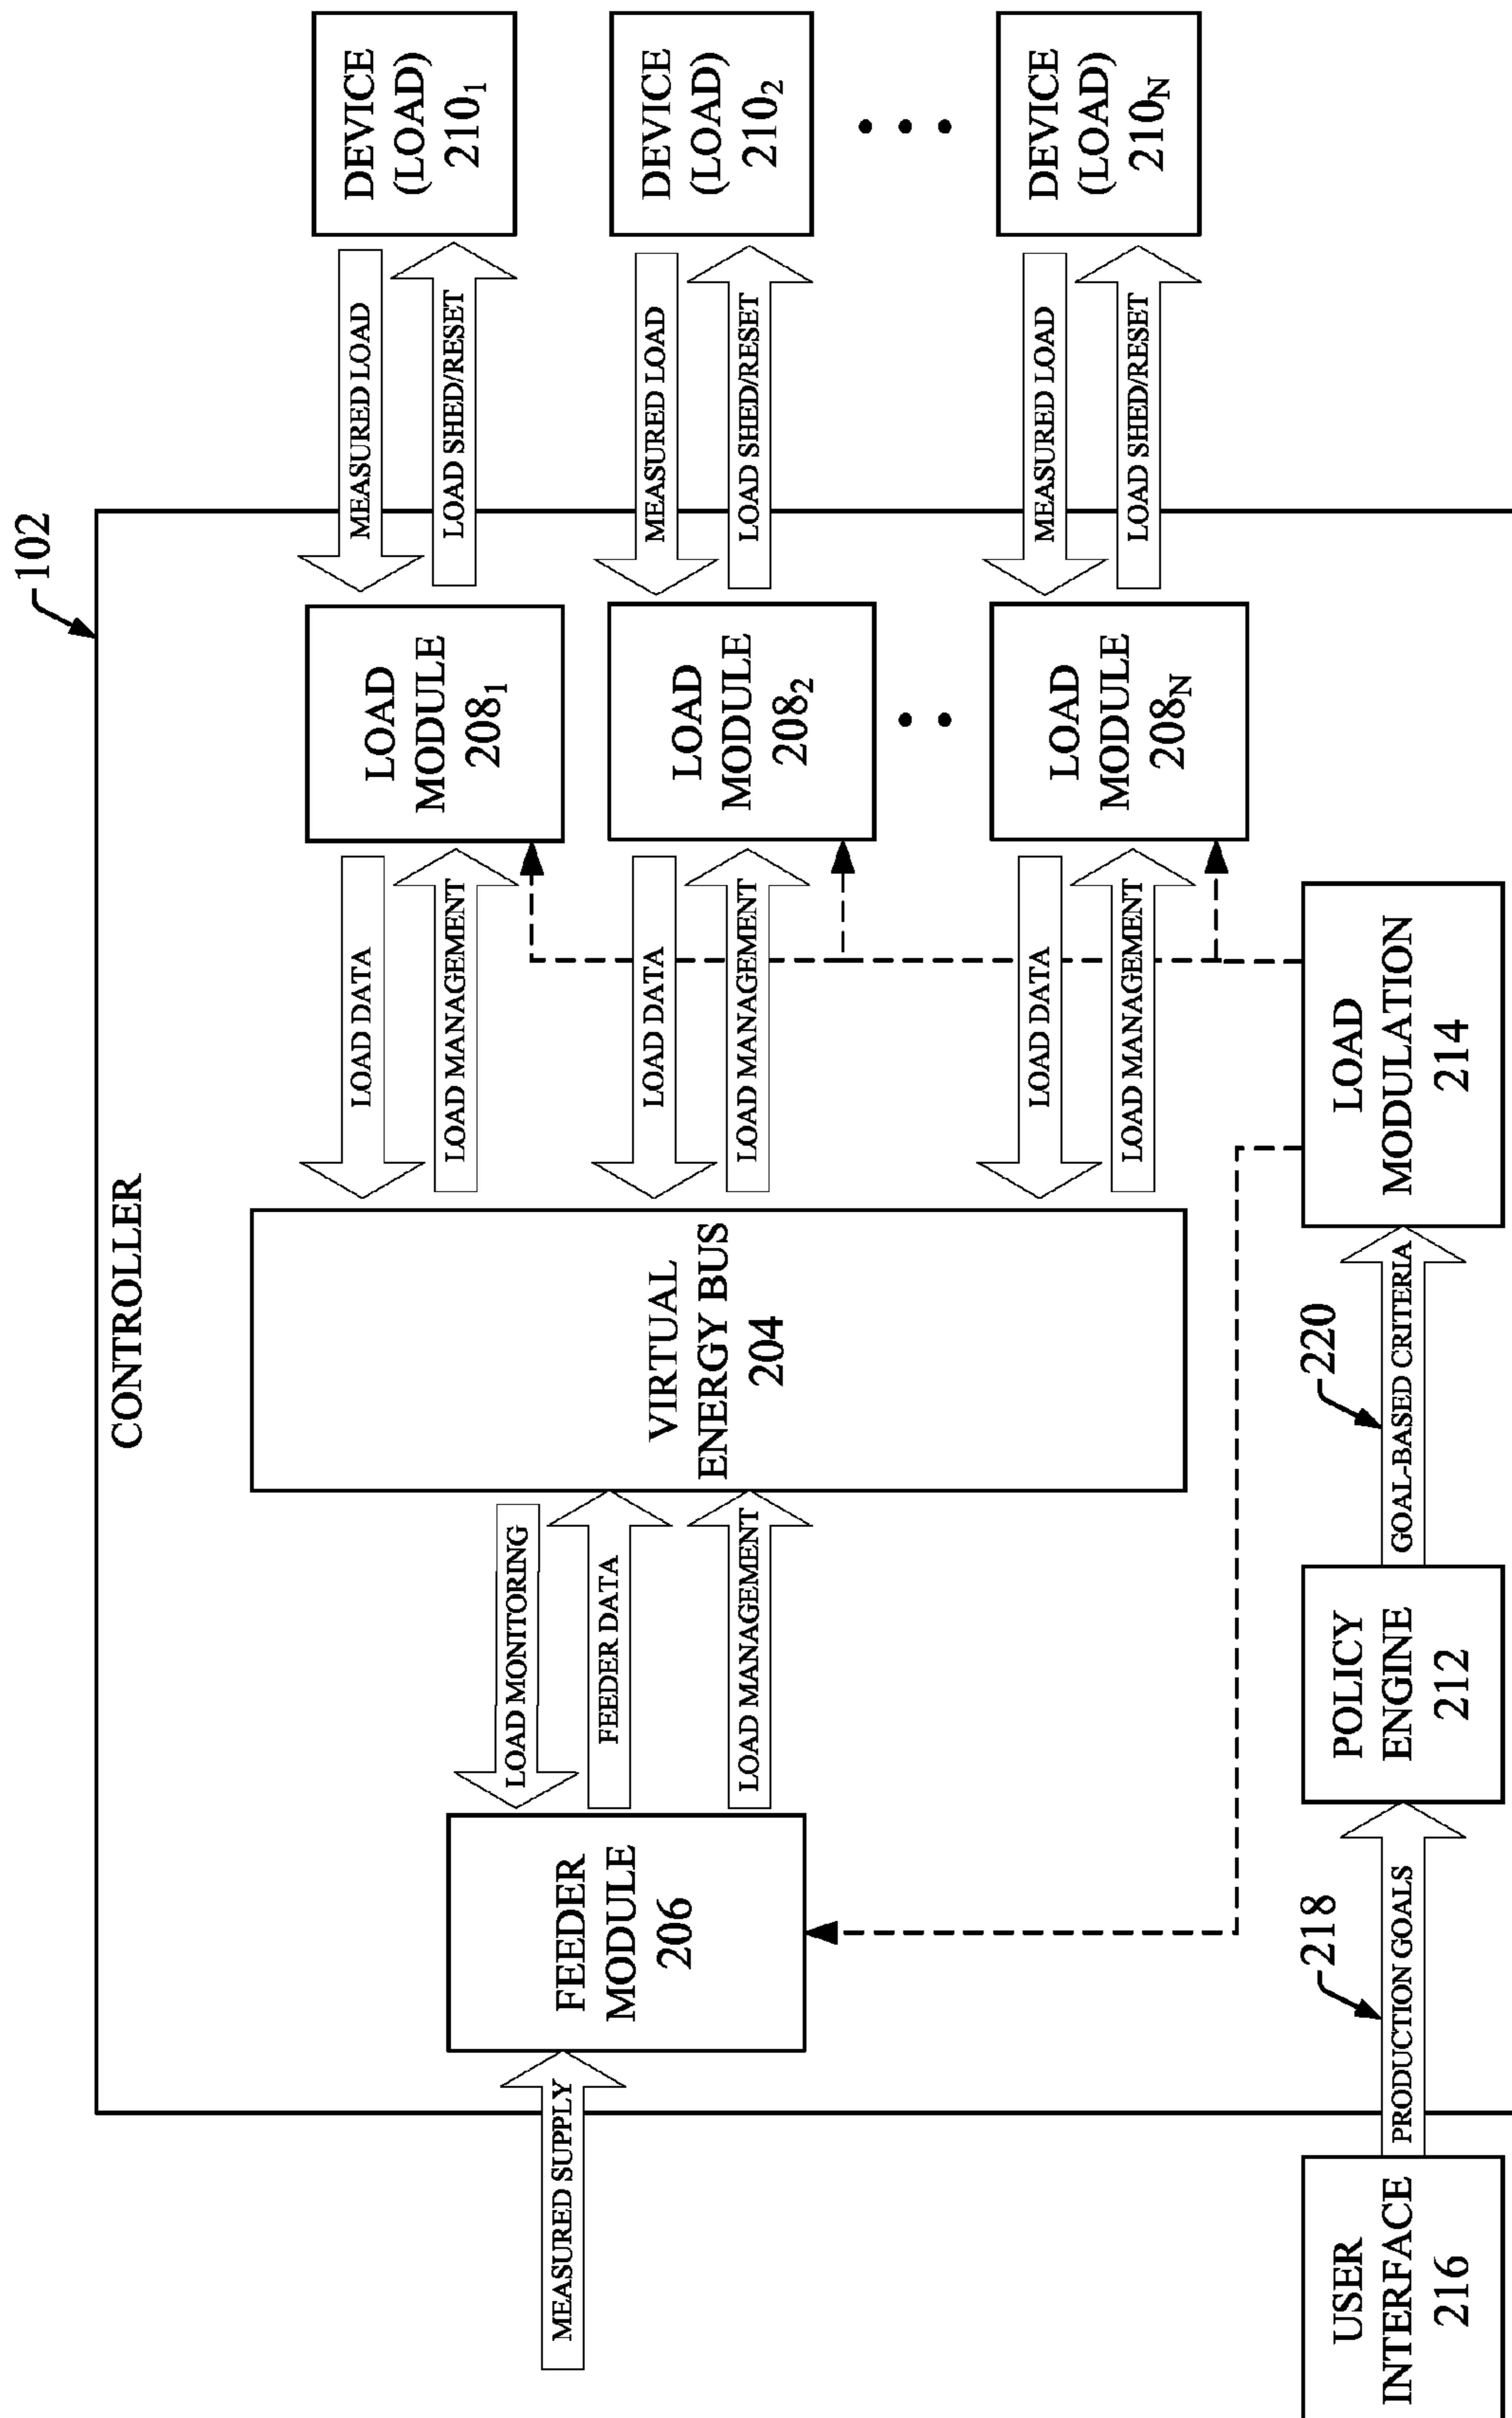 102
CONTROLLER
MEASURED SUPPLY
FEEDER
MODULE
206
LOAD MONITORING
FEEDER DATA
LOAD MANAGEMENT
VIRTUAL
ENERGY BUS
204
LOAD DATA
LOAD MANAGEMENT
LOAD
MODULE
208₁
MEASURED LOAD
LOAD SHED/RESET
DEVICE
(LOAD)
210₁
LOAD DATA
LOAD MANAGEMENT
LOAD
MODULE
208₂
MEASURED LOAD
LOAD SHED/RESET
DEVICE
(LOAD)
210₂
LOAD DATA
LOAD MANAGEMENT
LOAD
MODULE
208N
MEASURED LOAD
LOAD SHED/RESET
DEVICE
(LOAD)
210N
USER
INTERFACE
216
218
PRODUCTION GOALS
POLICY
ENGINE
212
220
GOAL-BASED CRITERIA
LOAD
MODULATION
214